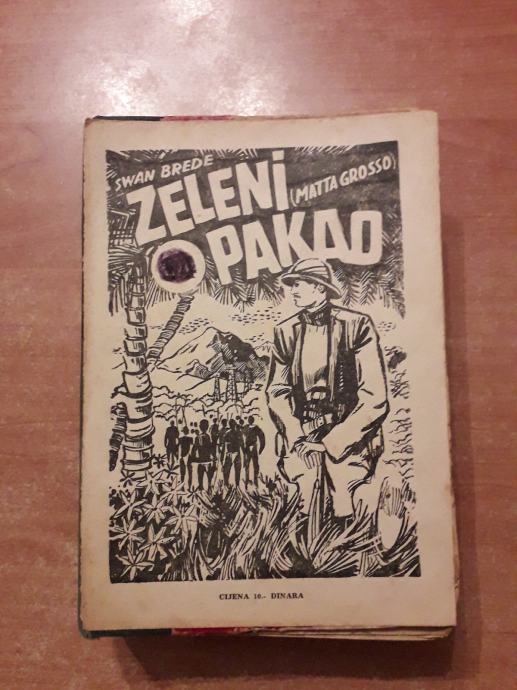 SWAN BREDE
ZELENI (MATTA GROSSO)
PAKAO
CIJENA 10.- DINARA